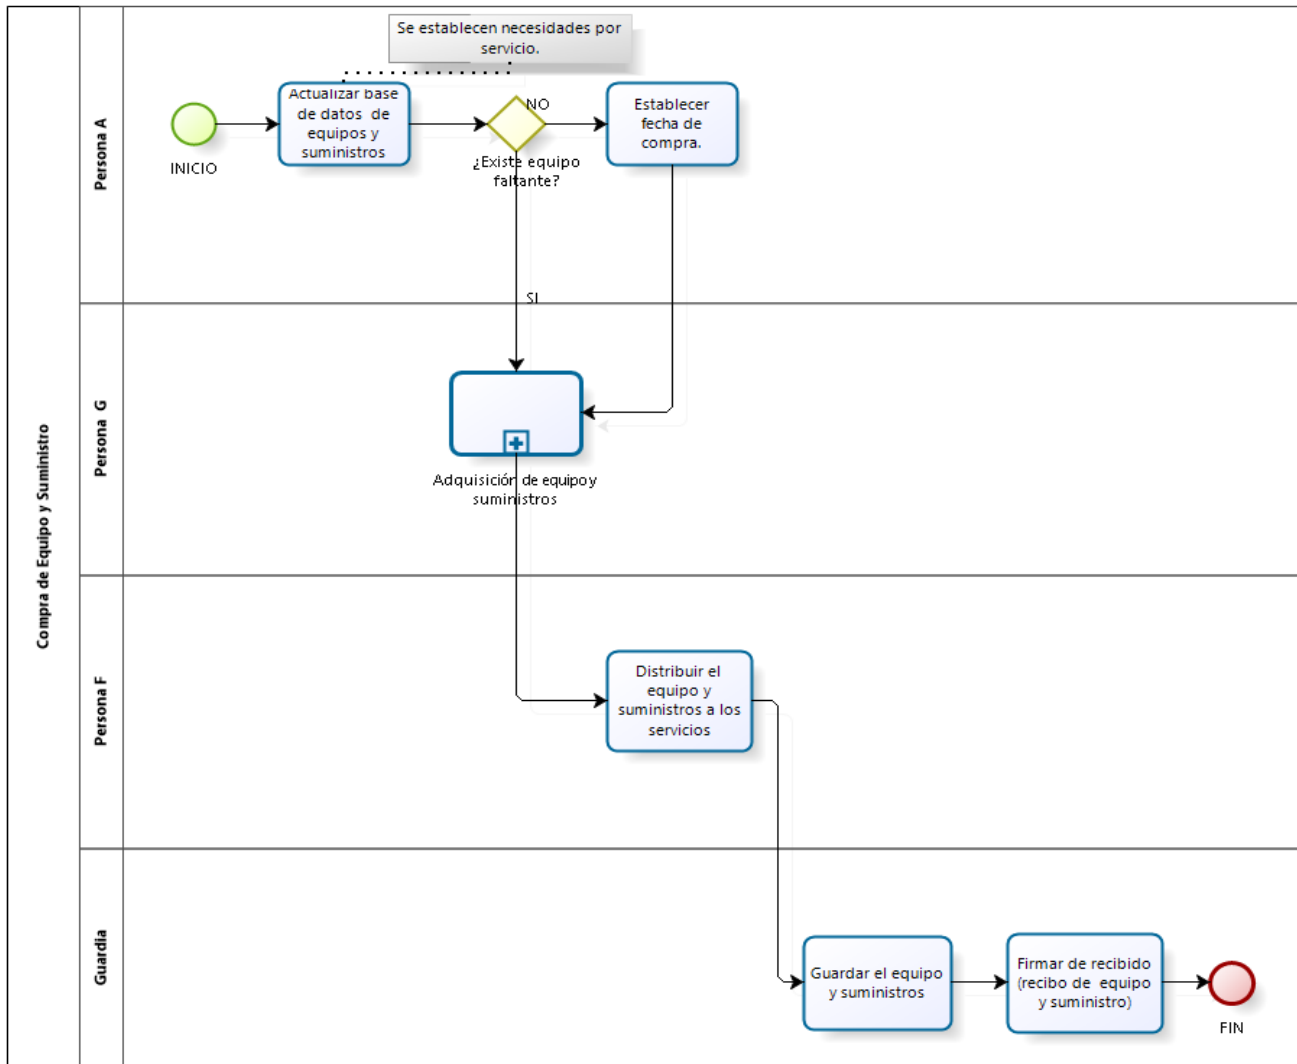 Compra de Equipo y Suministro
Persona A
Se establecen necesidades por
servicio.
INICIO
Actualizar base
de datos de
equipos y
suministros
NO
¿Existe equipo
faltante?
Establecer
fecha de
compra.
SI
Persona G
Adquisición de equipo y
suministros
Persona F
Distribuir el
equipo y
suministros a los
servicios
Guardia
Guardar el equipo
y suministros
Firmar de recibido
(recibo de equipo
y suministro)
FIN